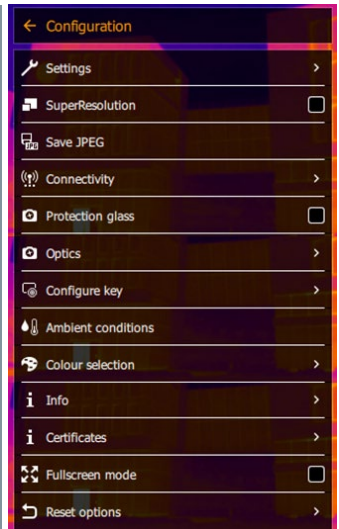 Configuration
Settings
SuperResolution
Save JPEG
Connectivity
Protection glass
Optics
Configure key
Ambient conditions
Colour selection
Info
Certificates
Fullscreen mode
Reset options